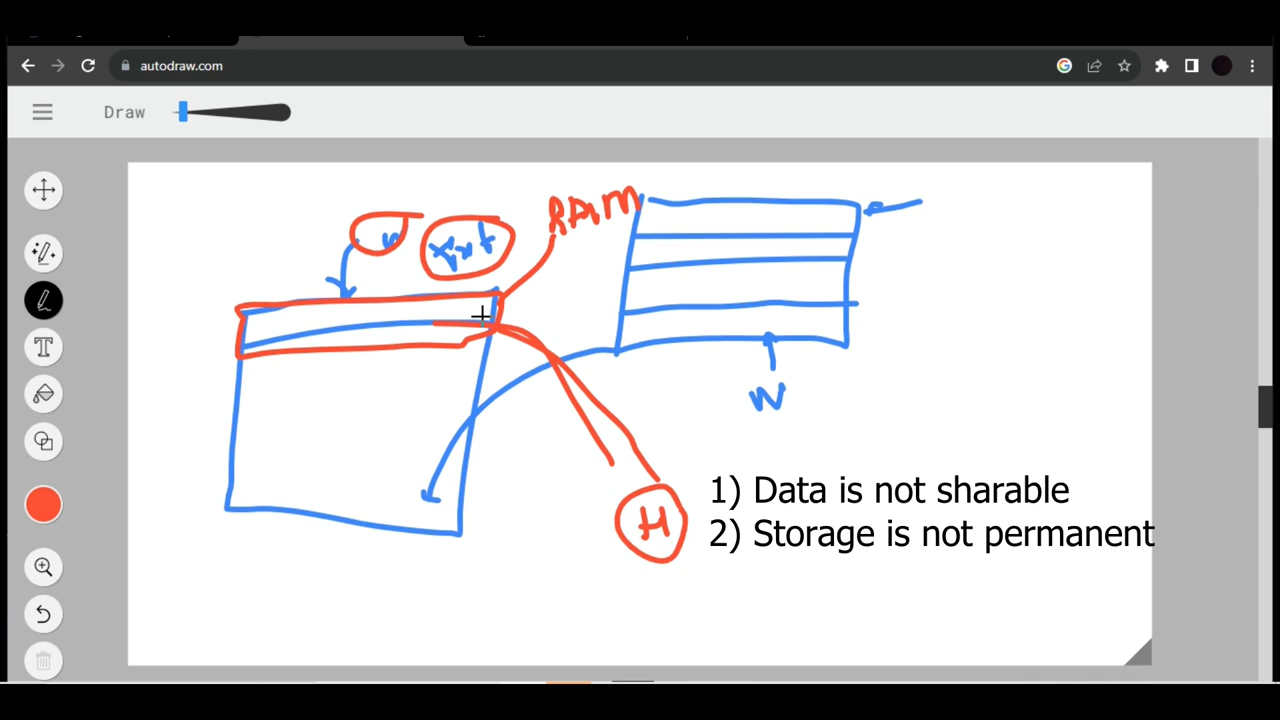 autodraw.com
Draw
RAM
N
H
1) Data is not sharable
2) Storage is not permanent